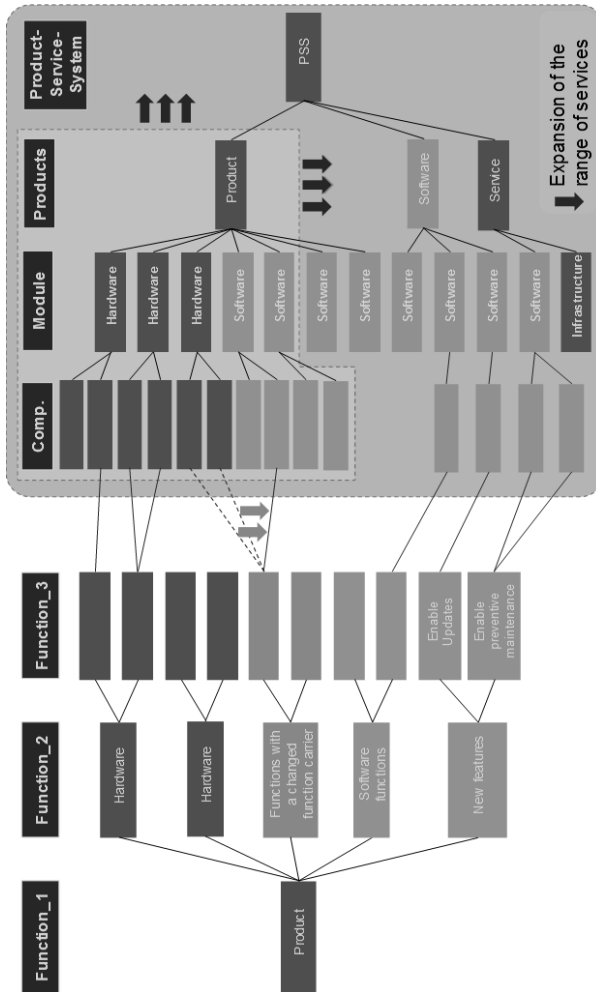 Function_1
Function_2
Function_3
Comp.
Module
Products
Product-
Service-
System
Product
Hardware
Hardware
Functions with
a changed
function carrier
Software
functions
New features
Enable
Updates
Enable
preventive
maintenance
Hardware
Hardware
Hardware
Software
Software
Software
Software
Software
Software
Software
Software
Infrastructure
Product
Software
Service
PSS
Expansion of the
range of services